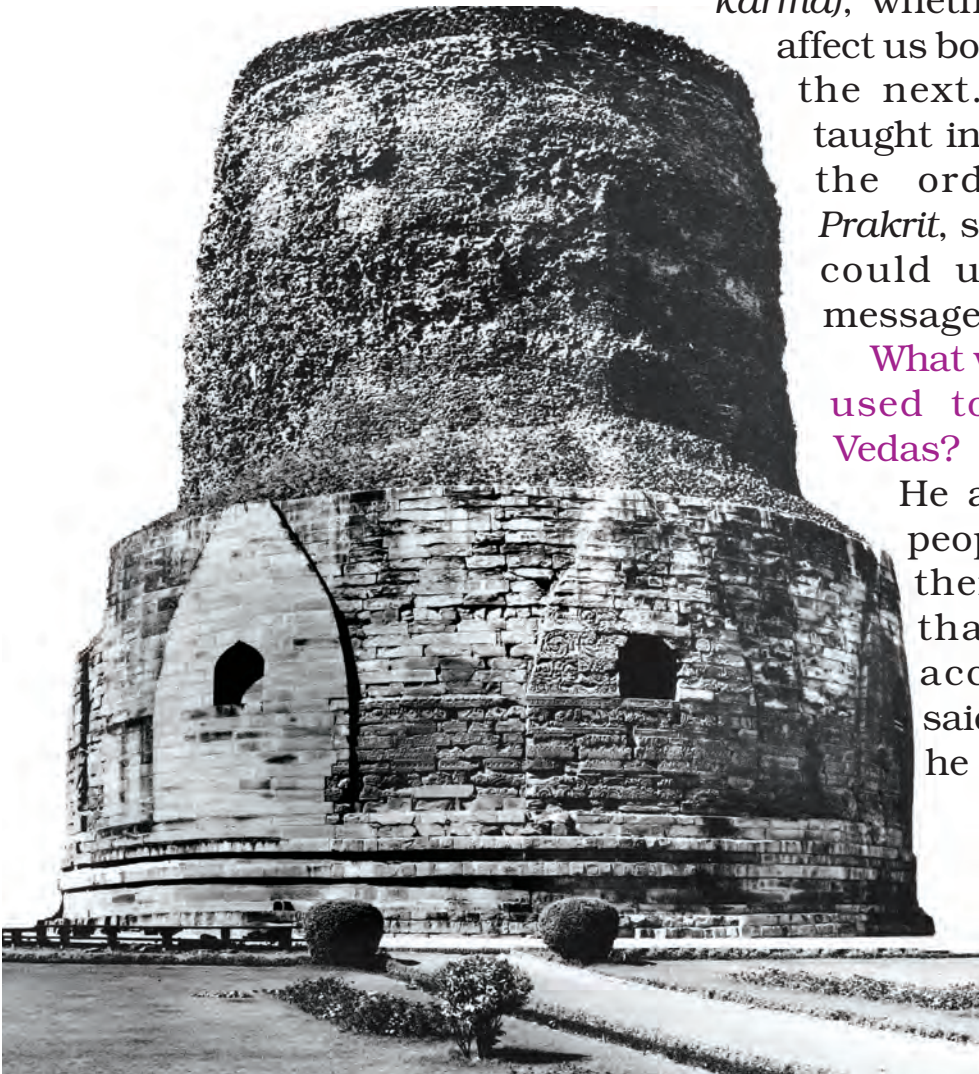 karma), wheth
affect us bo
the next.
taught in
the ord
Prakrit, s
could u
message
What
used to
Vedas?
He a
peop
the
tha
acc
said
he